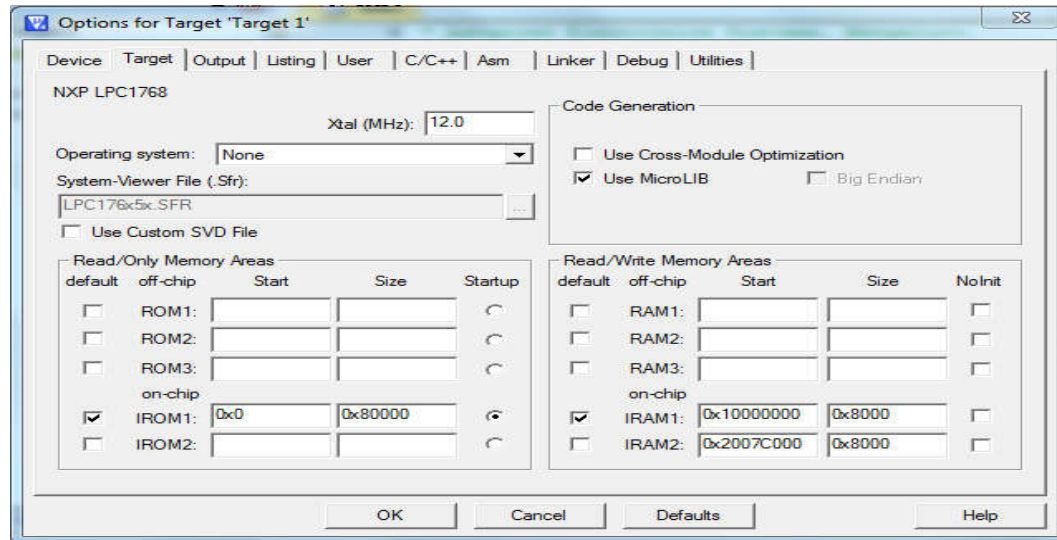 Options for Target 'Target 1'
Device Target Output Listing User C/C++ Asm Linker Debug Utilities
NXP LPC1768
Xtal (MHz): 12.0
Operating system: None
System-Viewer File (.Sfr):
LPC176x5x.SFR ...
Use Custom SVD File
Code Generation
Use Cross-Module Optimization
Use MicroLIB Big Endian
Read/Only Memory Areas
default off-chip Start Size Startup
ROM1:
ROM2:
ROM3:
on-chip
IROM1: 0x0 0x80000
IROM2:
Read/Write Memory Areas
default off-chip Start Size NoInit
RAM1:
RAM2:
RAM3:
on-chip
IRAM1: 0x10000000 0x8000
IRAM2: 0x2007C000 0x8000
OK Cancel Defaults Help